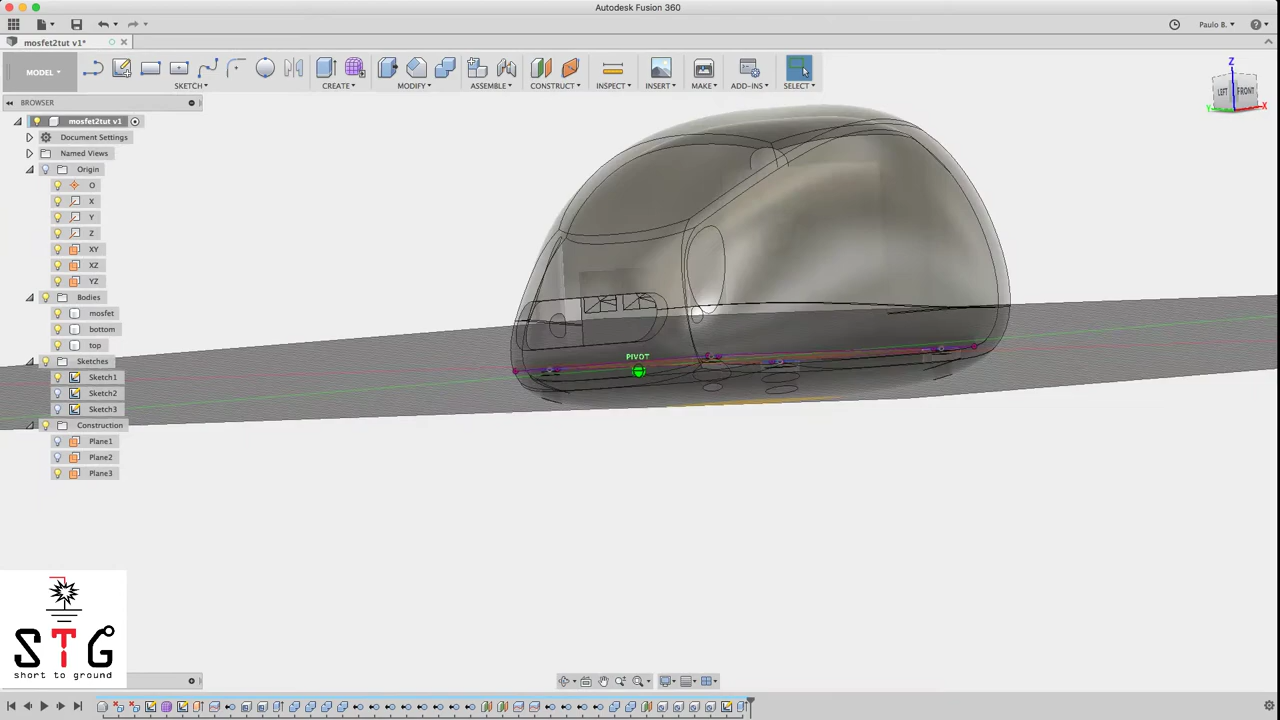 Autodesk Fusion 360
Paulo B.
mosfet2tut v1*
MODEL
SKETCH
CREATE
MODIFY
ASSEMBLE
CONSTRUCT
INSPECT
INSERT
MAKE
ADD-INS
SELECT
BROWSER
mosfet2tut v1
Document Settings
Named Views
Origin
O
X
Y
Z
XY
XZ
YZ
Bodies
mosfet
bottom
top
Sketches
Sketch1
Sketch2
Sketch3
Construction
Plane1
Plane2
Plane3
Z
LEFT
FRONT
Y
X
PIVOT
STG
short to ground